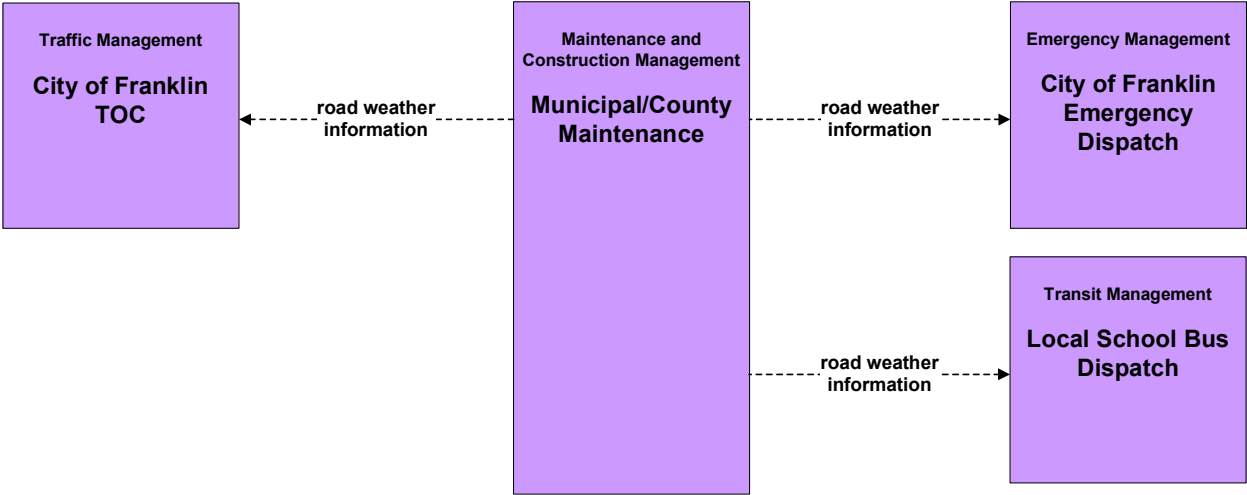 Traffic Management
City of Franklin
TOC
road weather
information
Maintenance and
Construction Management
Municipal/County
Maintenance
road weather
information
Emergency Management
City of Franklin
Emergency
Dispatch
road weather
information
Transit Management
Local School Bus
Dispatch